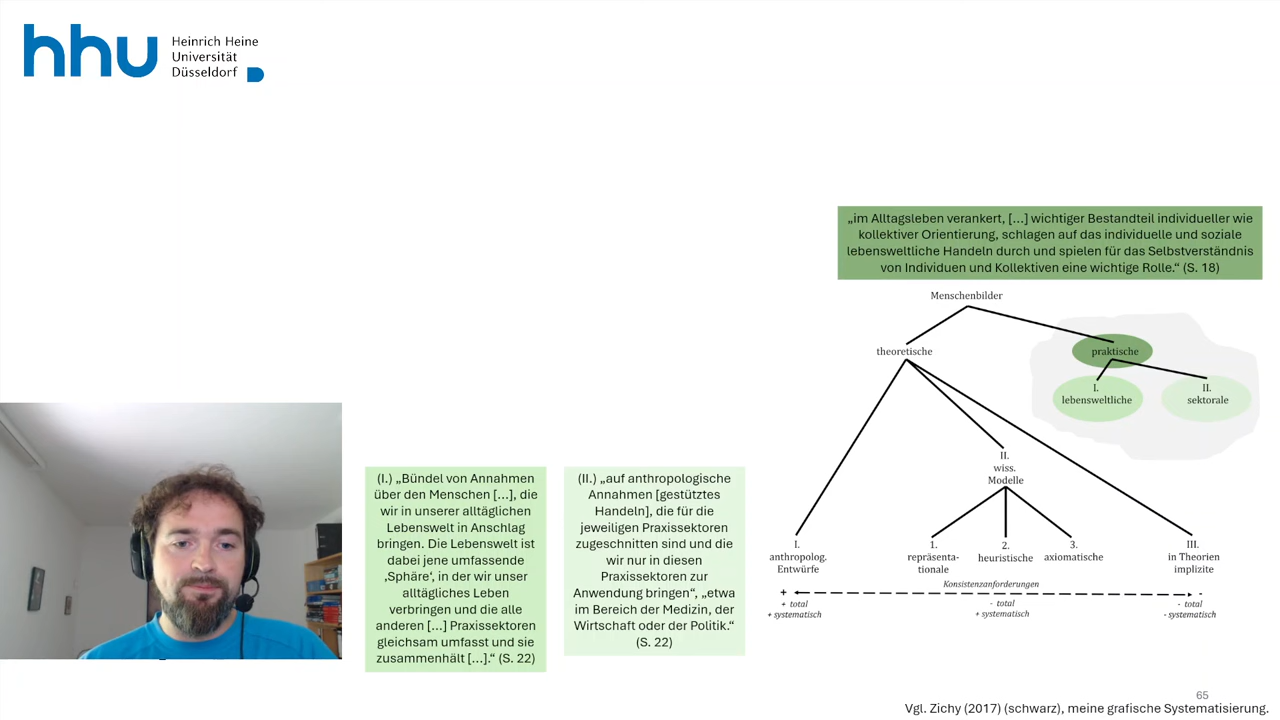 hhu
Heinrich Heine
Universität
Düsseldorf
„im Alltagsleben verankert, [...] wichtiger Bestandteil individueller wie
kollektiver Orientierung, schlagen auf das individuelle und soziale
lebensweltliche Handeln durch und spielen für das Selbstverständnis
von Individuen und Kollektiven eine wichtige Rolle.“ (S. 18)
Menschenbilder
theoretische
praktische
I.
lebensweltliche
II.
sektorale
II.
wiss.
Modelle
I.
anthropolog.
Entwürfe
1.
repräsenta-
tionale
2.
heuristische
3.
axiomatische
III.
in Theorien
implizite
Konsistenzanforderungen
+
-
+ total
+ systematisch
- total
+ systematisch
- total
- systematisch
(I.) „Bündel von Annahmen
über den Menschen [...], die
wir in unserer alltäglichen
Lebenswelt in Anschlag
bringen. Die Lebenswelt ist
dabei jene umfassende
‚Sphäre‘, in der wir unser
alltägliches Leben
verbringen und die alle
anderen [...] Praxissektoren
gleichsam umfasst und sie
zusammenhält [...].“ (S. 22)
(II.) „auf anthropologische
Annahmen [gestütztes
Handeln], die für die
jeweiligen Praxissektoren
zugeschnitten sind und die
wir nur in diesen
Praxissektoren zur
Anwendung bringen“, „etwa
im Bereich der Medizin, der
Wirtschaft oder der Politik.“
(S. 22)
65
Vgl. Zichy (2017) (schwarz), meine grafische Systematisierung.